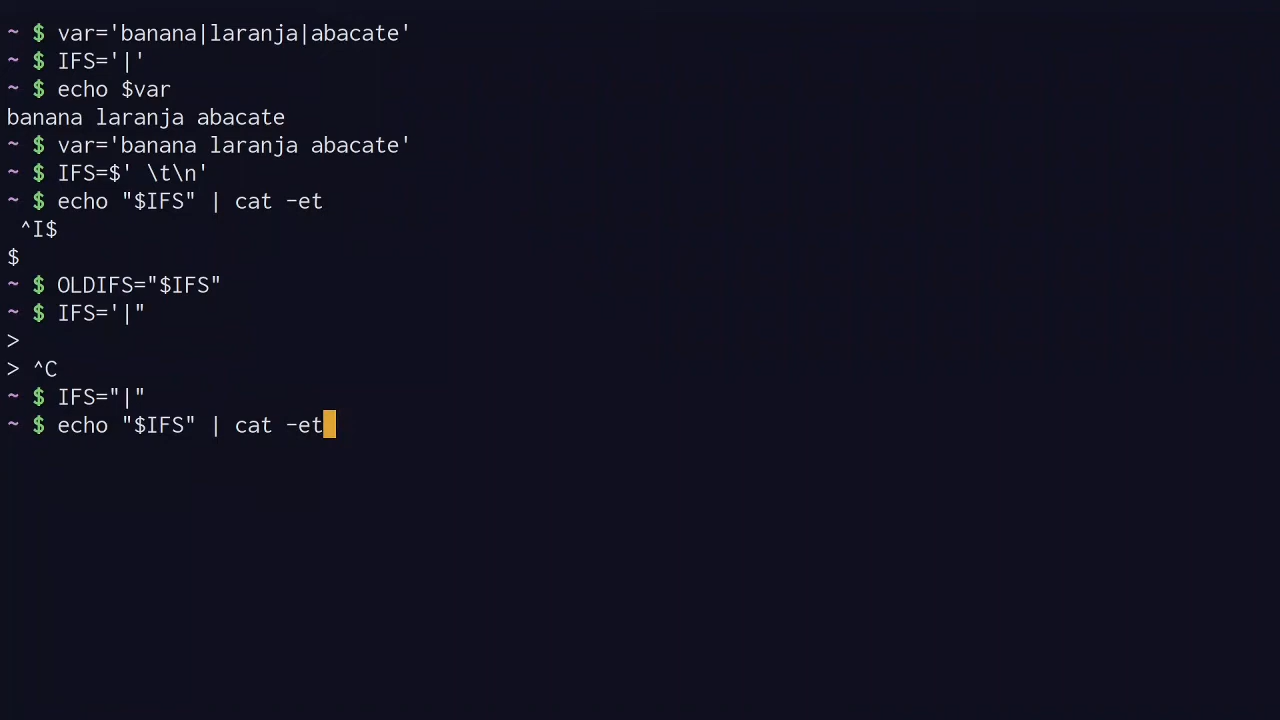 ~ $ var='banana|laranja|abacate'
~ $ IFS='|'
~ $ echo $var
banana laranja abacate
~ $ var='banana laranja abacate'
~ $ IFS=$' \t\n'
~ $ echo "$IFS" | cat -et
 ^I$
$
~ $ OLDIFS="$IFS"
~ $ IFS='|"
>
> ^C
~ $ IFS="|"
~ $ echo "$IFS" | cat -et